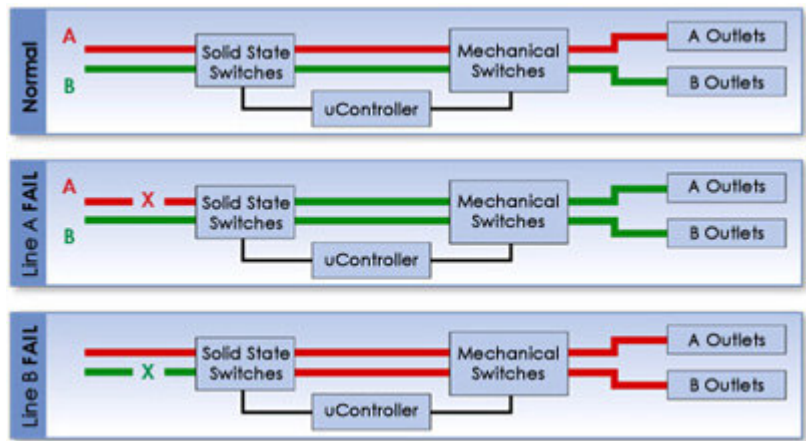 Normal
A
B
Solid State
Switches
uController
Mechanical
Switches
A Outlets
B Outlets
Line A FAIL
A
X
B
Solid State
Switches
uController
Mechanical
Switches
A Outlets
B Outlets
Line B FAIL
X
Solid State
Switches
uController
Mechanical
Switches
A Outlets
B Outlets